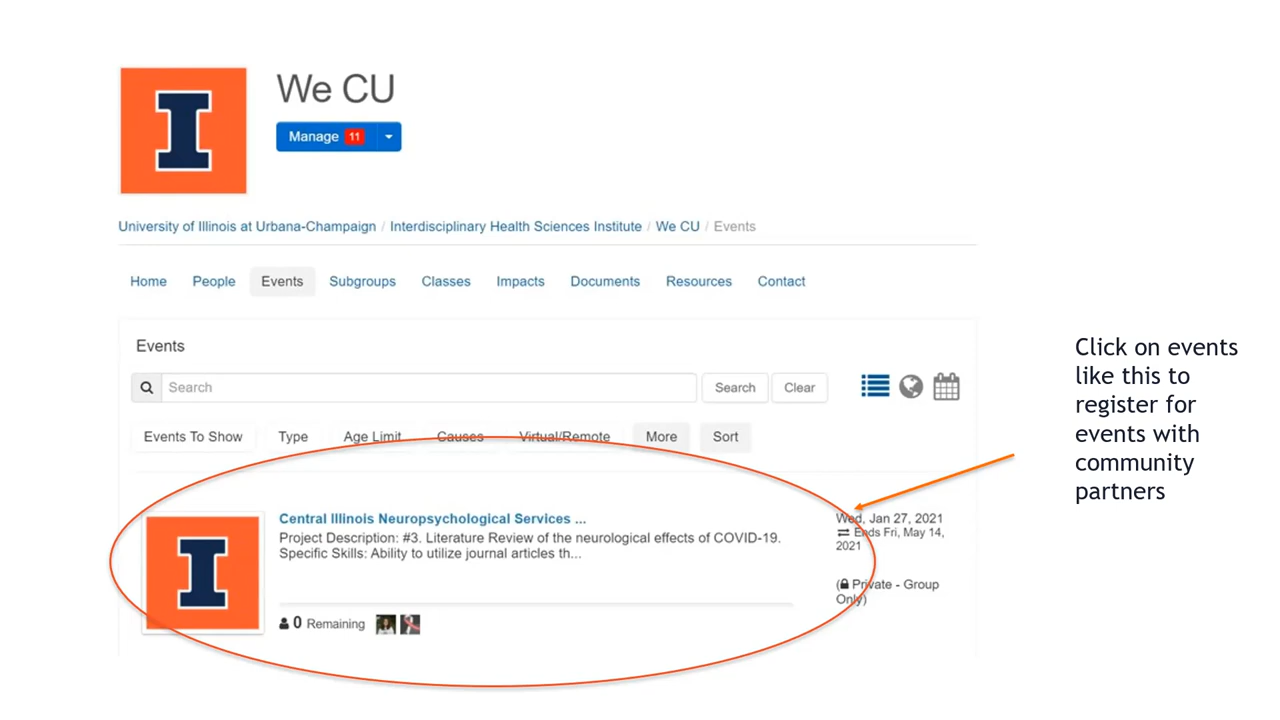 We CU
Manage 11
University of Illinois at Urbana-Champaign / Interdisciplinary Health Sciences Institute / We CU / Events
Home People Events Subgroups Classes Impacts Documents Resources Contact
Events
Search Search Clear
Events To Show Type Age Limit Causes Virtual/Remote More Sort
Central Illinois Neuropsychological Services ...
Project Description: #3. Literature Review of the neurological effects of COVID-19.
Specific Skills: Ability to utilize journal articles th...
0 Remaining
Wed, Jan 27, 2021
Ends Fri, May 14,
2021
(Private - Group
Only)
Click on events
like this to
register for
events with
community
partners